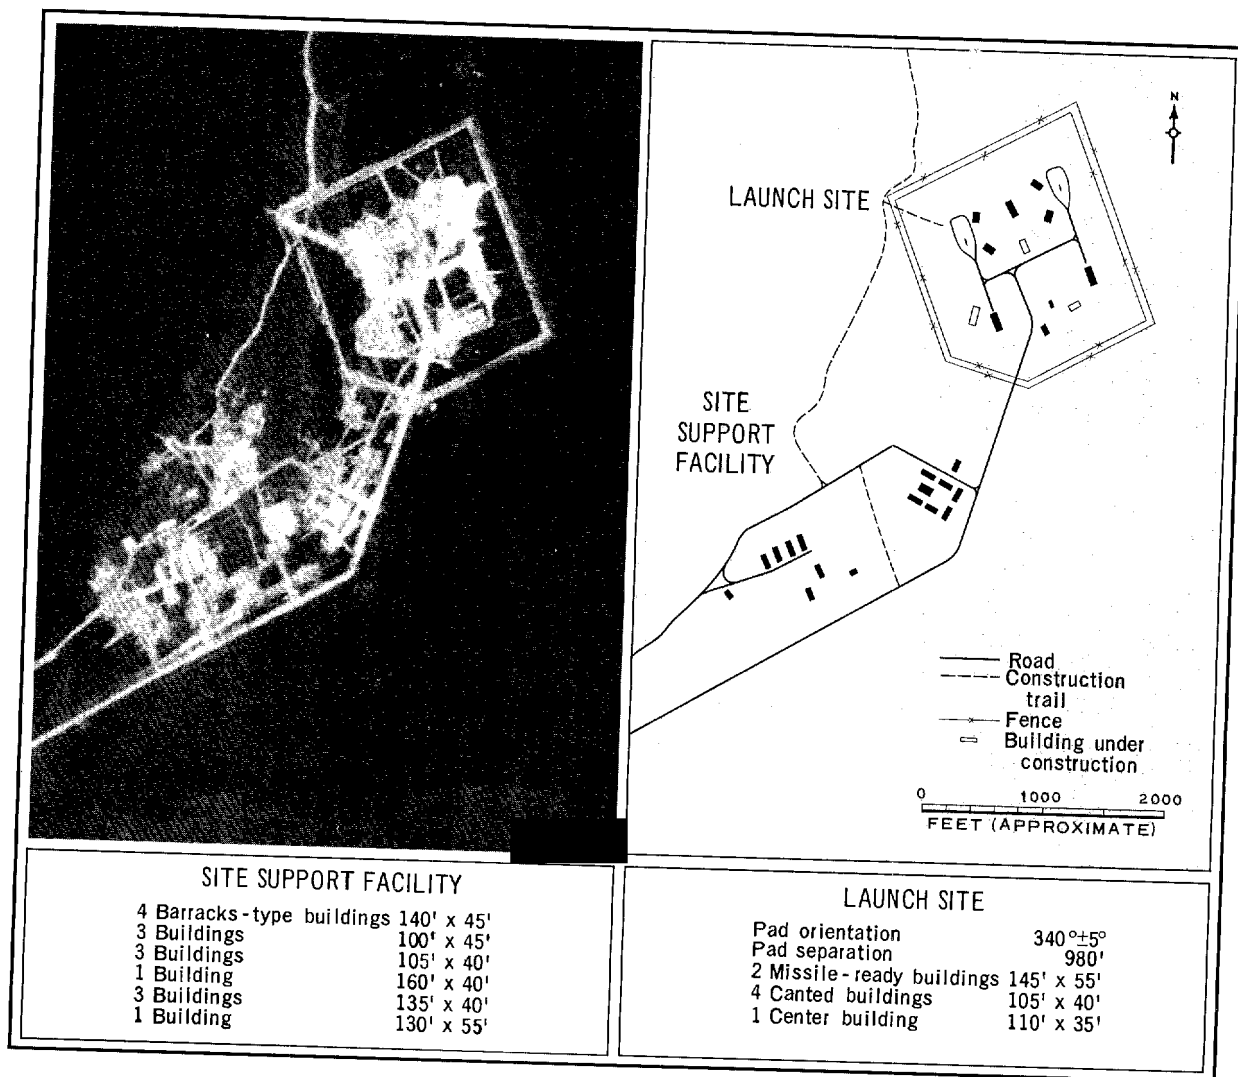 N
LAUNCH SITE
SITE
SUPPORT
FACILITY
Road
Construction
trail
Fence
Building under
construction
0 1000 2000
FEET (APPROXIMATE)
SITE SUPPORT FACILITY
4 Barracks-type buildings 140' x 45'
3 Buildings 100' x 45'
3 Buildings 105' x 40'
1 Building 160' x 40'
3 Buildings 135' x 40'
1 Building 130' x 55'
LAUNCH SITE
Pad orientation 340°±5°
Pad separation 980'
2 Missile-ready buildings 145' x 55'
4 Canted buildings 105' x 40'
1 Center building 110' x 35'